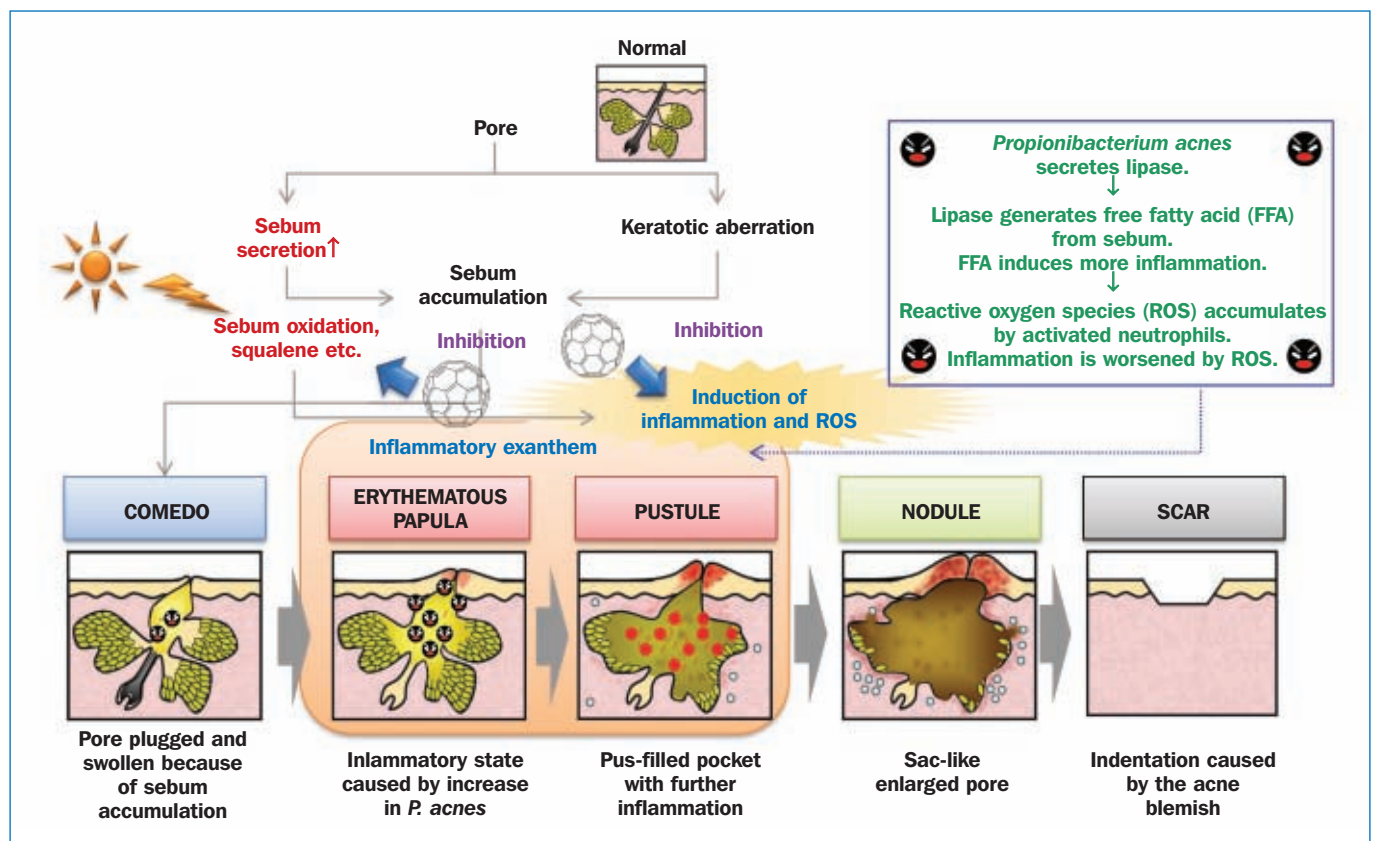 Normal
Pore
Propionibacterium acnes
secretes lipase.
↓
Lipase generates free fatty acid (FFA)
from sebum.
FFA induces more inflammation.
↓
Reactive oxygen species (ROS) accumulates
by activated neutrophils.
Inflammation is worsened by ROS.
Sebum
secretion↑
Keratotic aberration
Sebum
accumulation
Sebum oxidation,
squalene etc.
Inhibition
Inhibition
Induction of
inflammation and ROS
Inflammatory exanthem
COMEDO
ERYTHEMATOUS
PAPULA
PUSTULE
NODULE
SCAR
Pore plugged and
swollen because
of sebum
accumulation
Inlammatory state
caused by increase
in P. acnes
Pus-filled pocket
with further
inflammation
Sac-like
enlarged pore
Indentation caused
by the acne
blemish